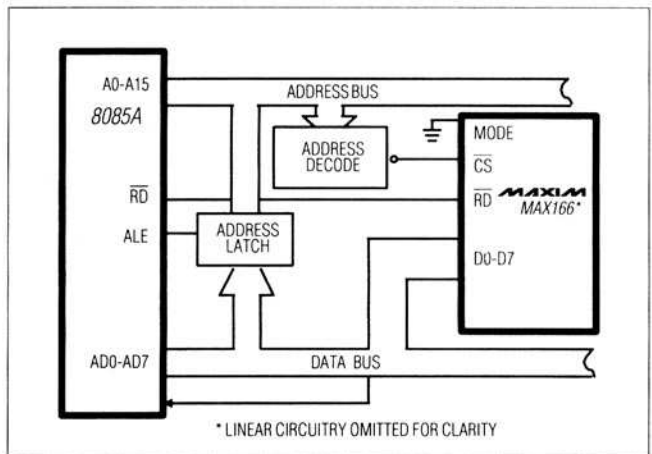 A0-A15
8085A
RD
ALE
AD0-AD7
ADDRESS BUS
ADDRESS
DECODE
ADDRESS
LATCH
DATA BUS
MODE
CS
RD
MAXIM
MAX166*
D0-D7
* LINEAR CIRCUITRY OMITTED FOR CLARITY